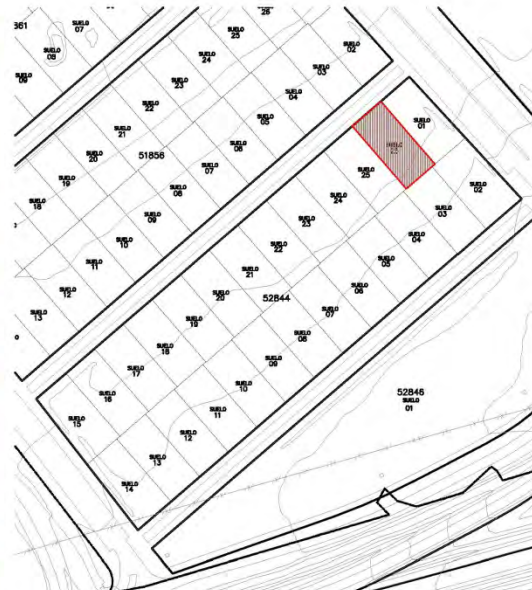 SUELO
26
SUELO
25
SUELO
24
SUELO
23
SUELO
22
SUELO
21
SUELO
20
SUELO
19
SUELO
18
SUELO
07
SUELO
08
SUELO
09
SUELO
02
SUELO
03
SUELO
04
SUELO
05
SUELO
06
SUELO
07
SUELO
08
SUELO
09
SUELO
10
SUELO
11
SUELO
12
SUELO
13
51856
SUELO
01
SUELO
02
SUELO
03
SUELO
04
SUELO
05
SUELO
06
SUELO
07
SUELO
08
SUELO
09
SUELO
10
SUELO
11
SUELO
12
SUELO
13
SUELO
14
SUELO
15
SUELO
16
SUELO
17
SUELO
18
SUELO
19
SUELO
20
SUELO
21
SUELO
22
SUELO
23
SUELO
24
SUELO
25
SUELO
52844
52846
SUELO
01